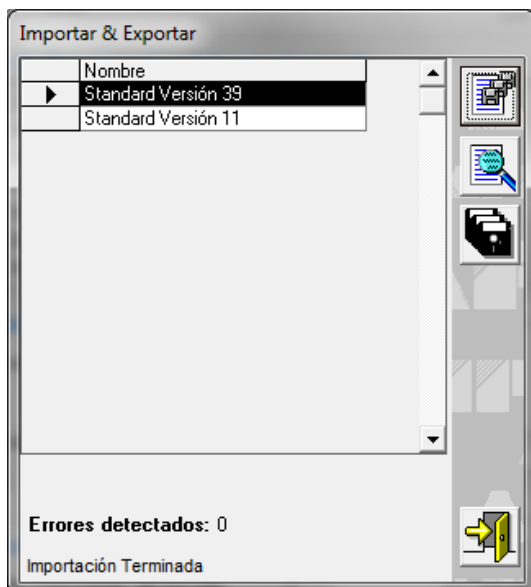 Importar & Exportar
Nombre
Standard Versión 39
Standard Versión 11
Errores detectados: 0
Importación Terminada